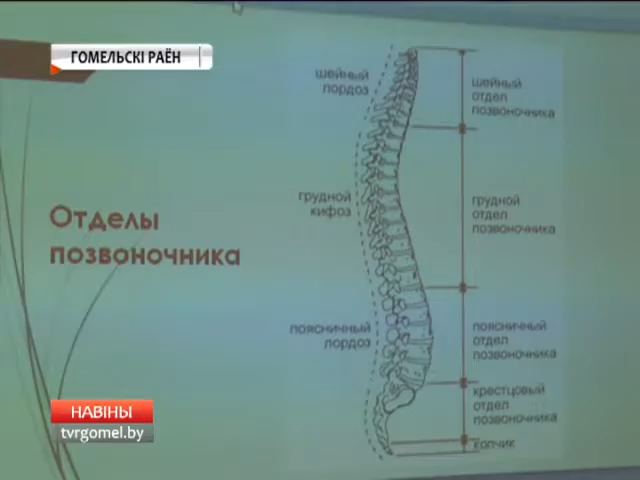 ГОМЕЛЬСКІ РАЁН
шейный
лордоз
шейный
отдел
позвоночника
Отделы
позвоночника
грудной
кифоз
грудной
отдел
позвоночника
поясничный
лордоз
поясничный
отдел
позвоночника
крестцовый
отдел
позвоночника
копчик
НАВІНЫ
tvrgomel.by